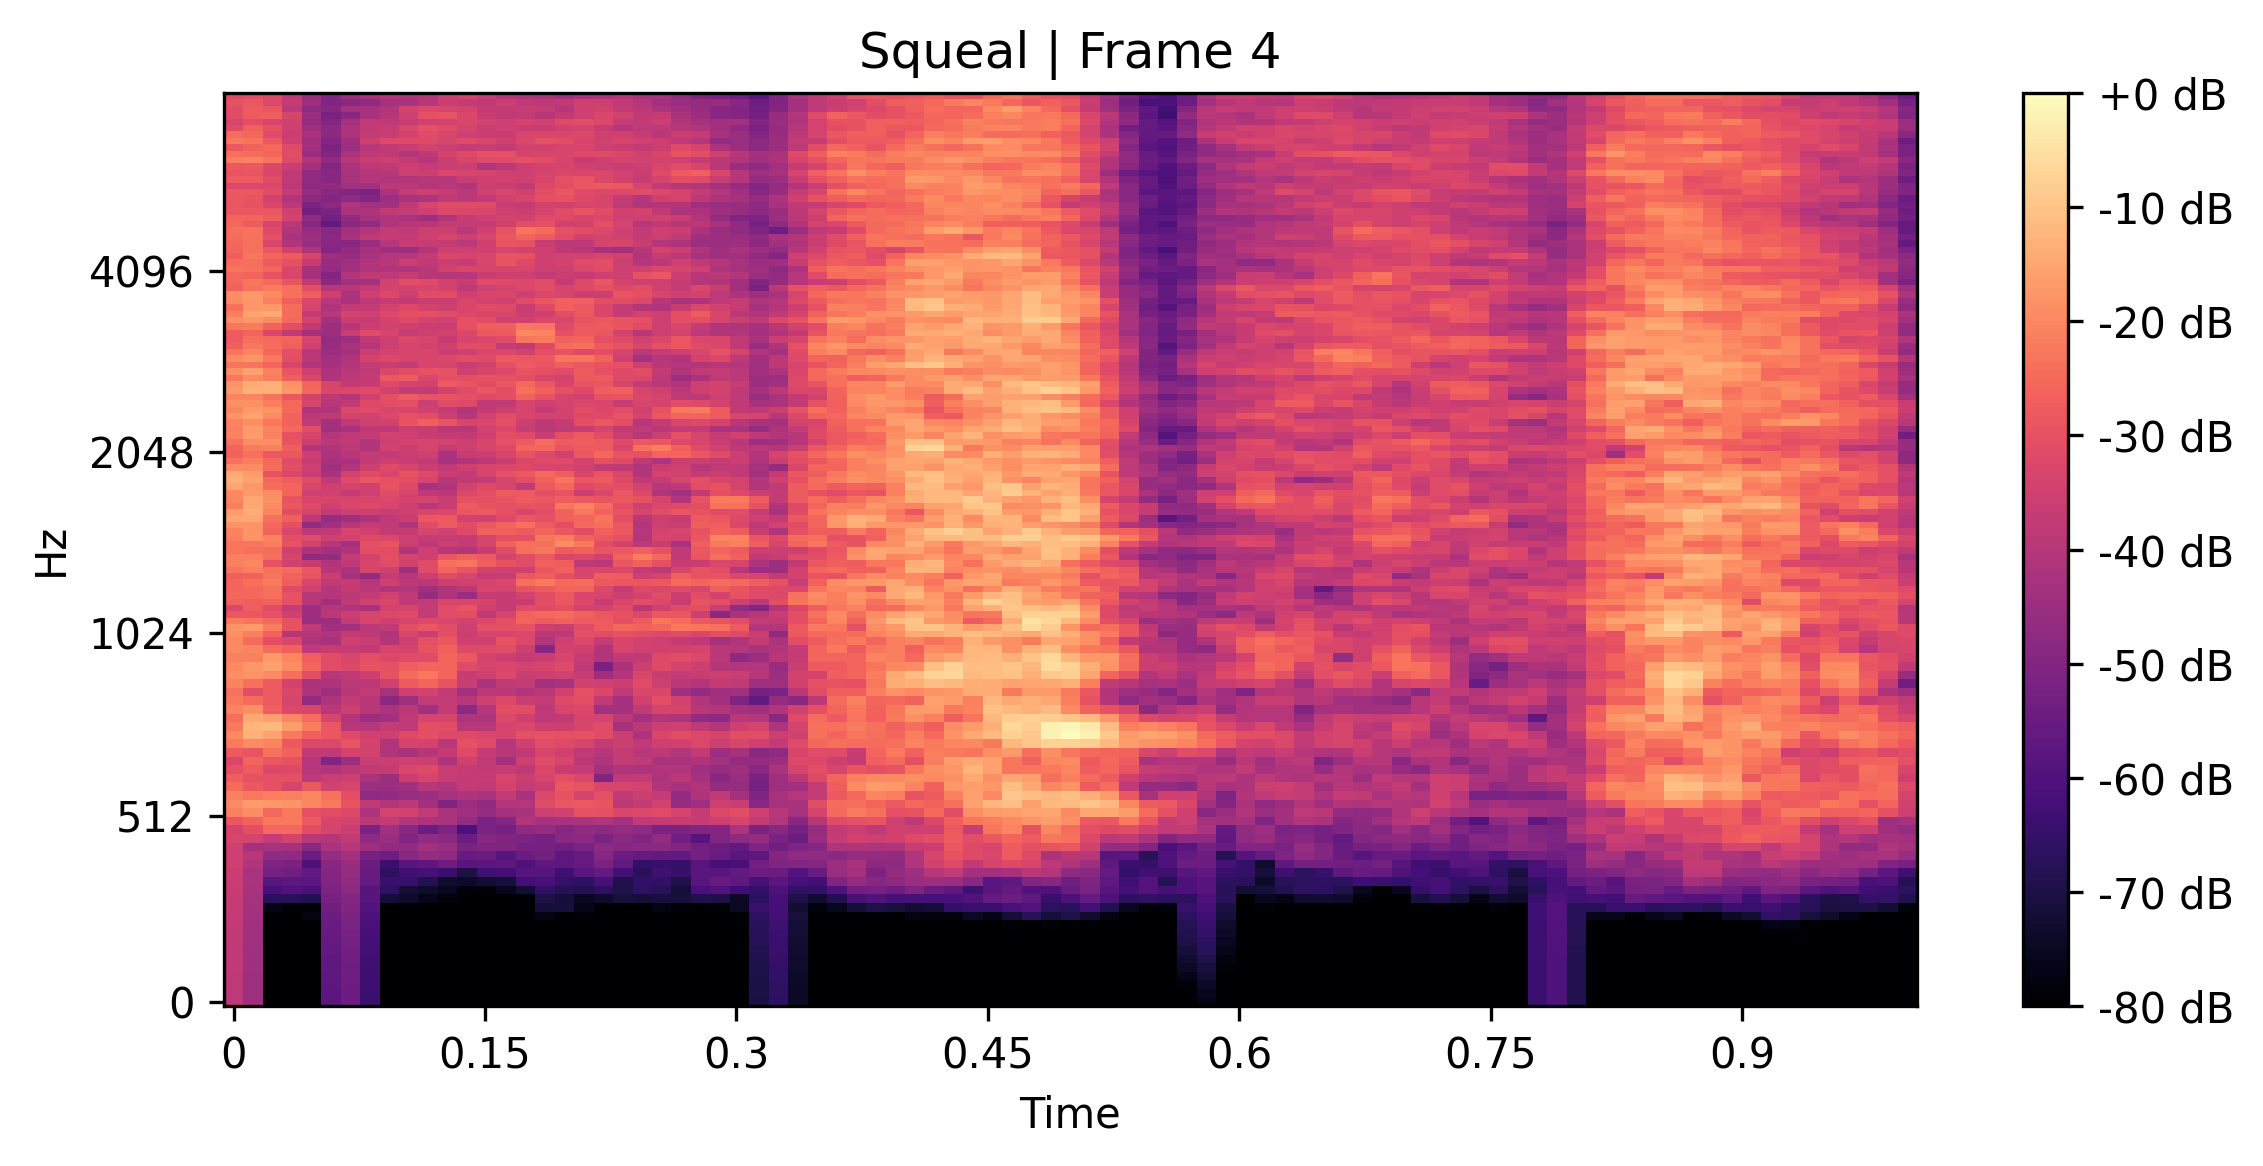 Squeal | Frame 4
Hz
4096
2048
1024
512
0
0 0.15 0.3 0.45 0.6 0.75 0.9
Time
+0 dB
-10 dB
-20 dB
-30 dB
-40 dB
-50 dB
-60 dB
-70 dB
-80 dB